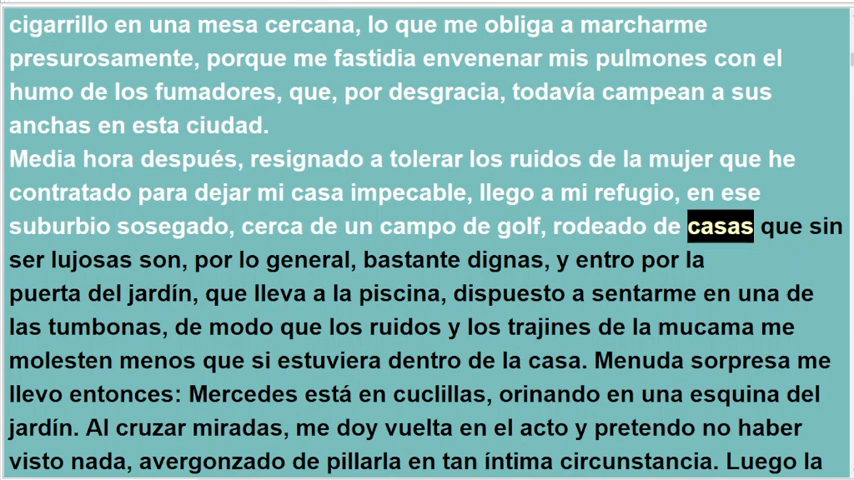 cigarrillo en una mesa cercana, lo que me obliga a marcharme
presurosamente, porque me fastidia envenenar mis pulmones con el
humo de los fumadores, que, por desgracia, todavía campean a sus
anchas en esta ciudad.
Media hora después, resignado a tolerar los ruidos de la mujer que he
contratado para dejar mi casa impecable, llego a mi refugio, en ese
suburbio sosegado, cerca de un campo de golf, rodeado de casas que sin
ser lujosas son, por lo general, bastante dignas, y entro por la
puerta del jardín, que lleva a la piscina, dispuesto a sentarme en una de
las tumbonas, de modo que los ruidos y los trajines de la mucama me
molesten menos que si estuviera dentro de la casa. Menuda sorpresa me
llevo entonces: Mercedes está en cuclillas, orinando en una esquina del
jardín. Al cruzar miradas, me doy vuelta en el acto y pretendo no haber
visto nada, avergonzado de pillarla en tan íntima circunstancia. Luego la